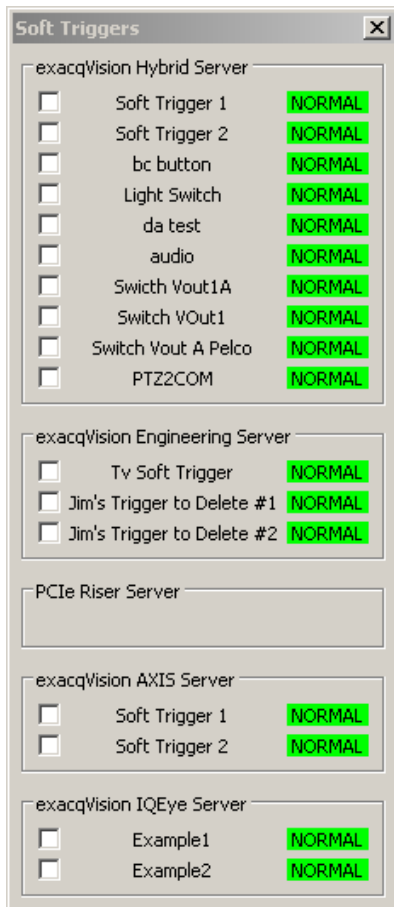 Soft Triggers
exacqVision Hybrid Server
Soft Trigger 1 NORMAL
Soft Trigger 2 NORMAL
bc button NORMAL
Light Switch NORMAL
da test NORMAL
audio NORMAL
Swicth Vout1A NORMAL
Switch VOut1 NORMAL
Switch Vout A Pelco NORMAL
PTZ2COM NORMAL
exacqVision Engineering Server
Tv Soft Trigger NORMAL
Jim's Trigger to Delete #1 NORMAL
Jim's Trigger to Delete #2 NORMAL
PCIe Riser Server
exacqVision AXIS Server
Soft Trigger 1 NORMAL
Soft Trigger 2 NORMAL
exacqVision IQEye Server
Example1 NORMAL
Example2 NORMAL